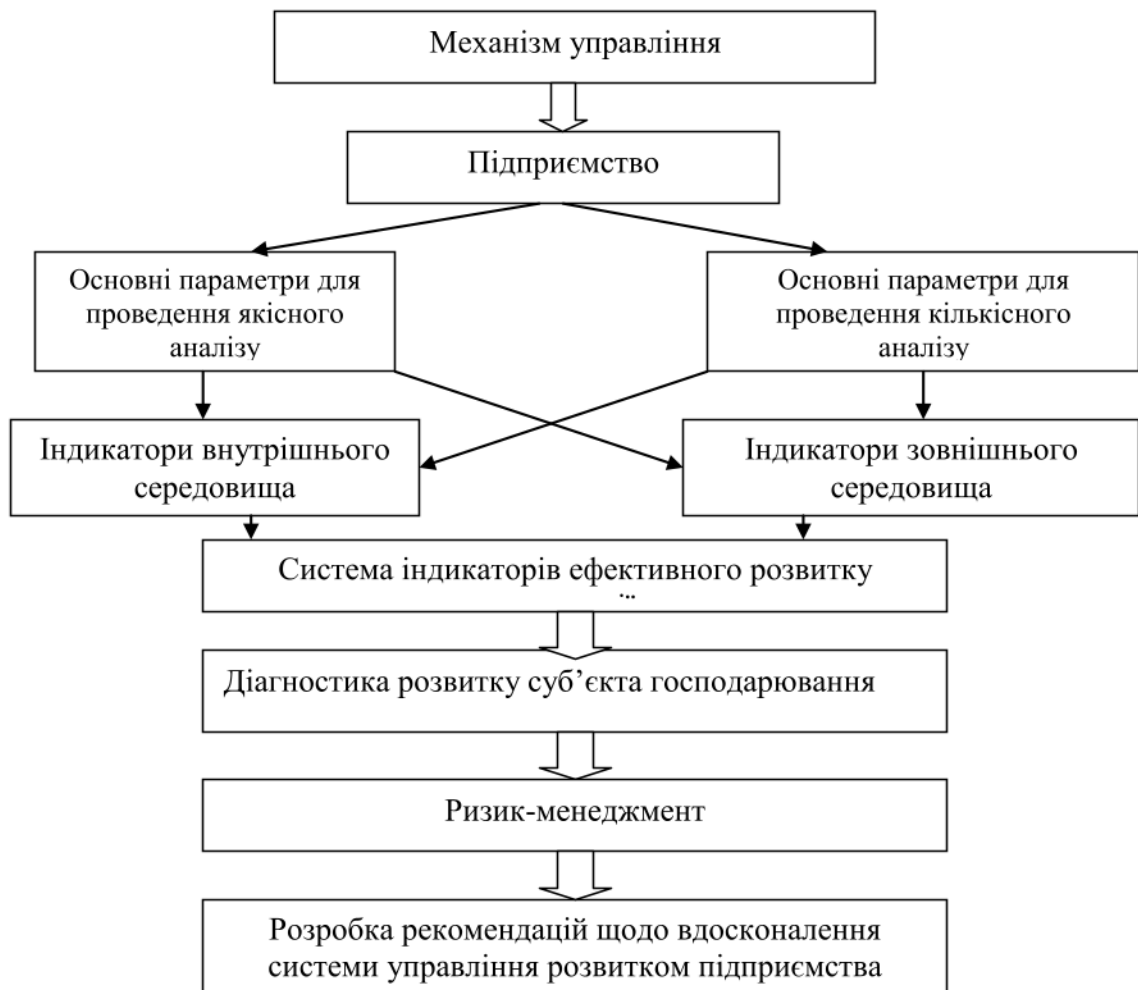 Механізм управління
Підприємство
Основні параметри для
проведення якісного
аналізу
Основні параметри для
проведення кількісного
аналізу
Індикатори внутрішнього
середовища
Індикатори зовнішнього
середовища
Система індикаторів ефективного розвитку
Діагностика розвитку суб’єкта господарювання
Ризик-менеджмент
Розробка рекомендацій щодо вдосконалення
системи управління розвитком підприємства